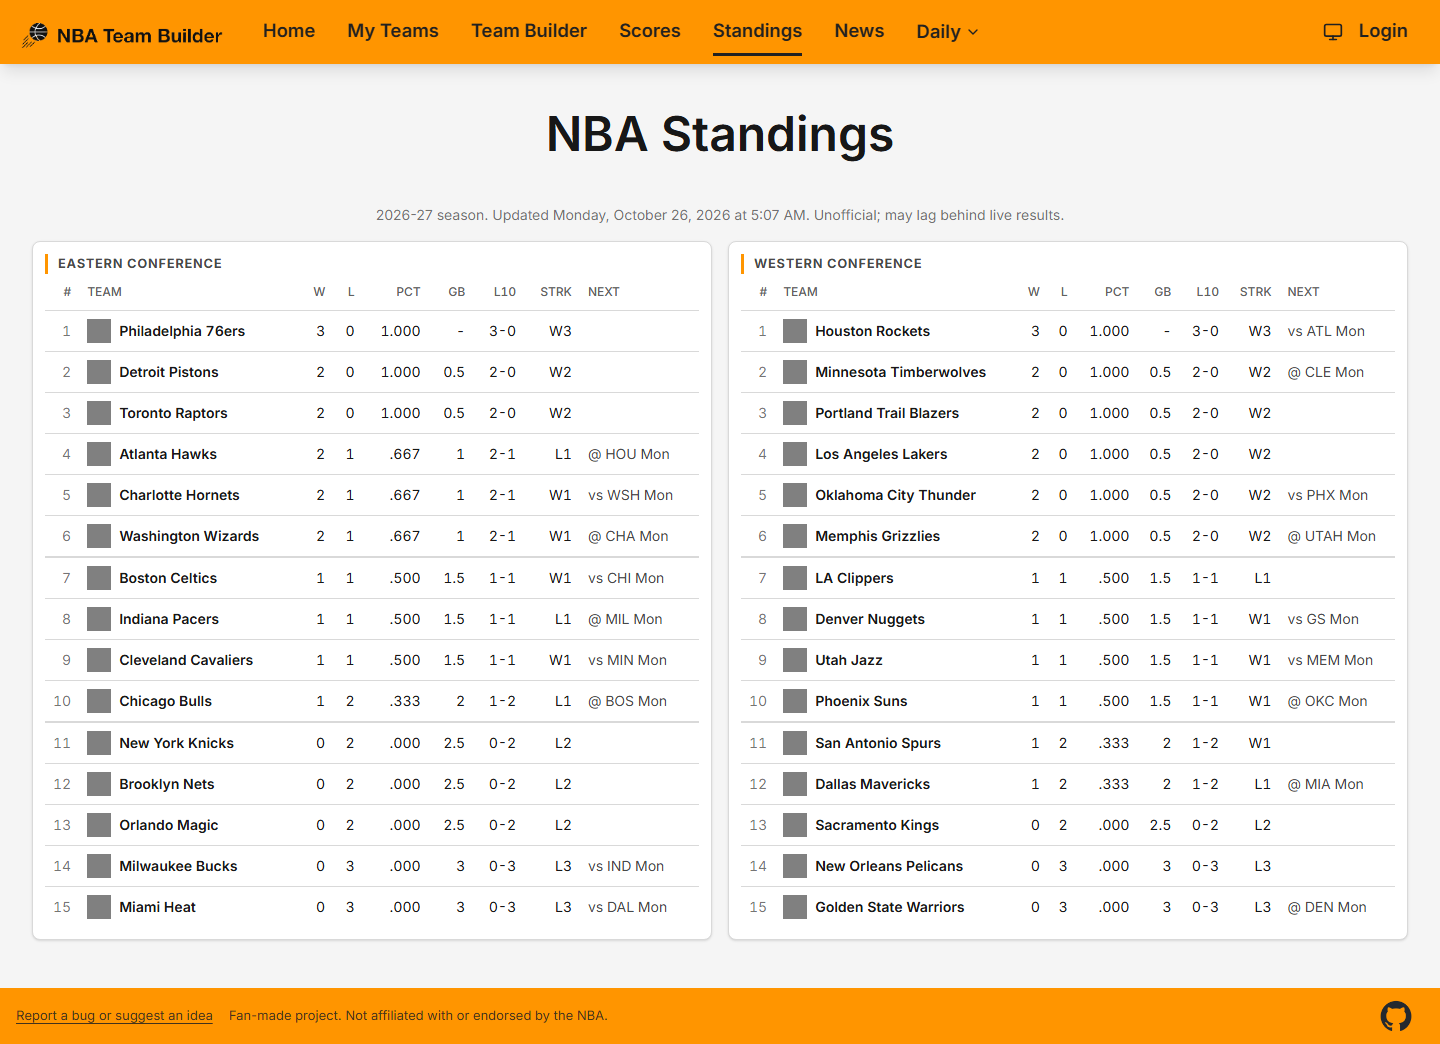 NBA Team Builder Home My Teams Team Builder Scores Standings News Daily Login
NBA Standings
2026-27 season. Updated Monday, October 26, 2026 at 5:07 AM. Unofficial; may lag behind live results.
EASTERN CONFERENCE
# TEAM W L PCT GB L10 STRK NEXT
1 Philadelphia 76ers 3 0 1.000 - 3-0 W3
2 Detroit Pistons 2 0 1.000 0.5 2-0 W2
3 Toronto Raptors 2 0 1.000 0.5 2-0 W2
4 Atlanta Hawks 2 1 .667 1 2-1 L1 @ HOU Mon
5 Charlotte Hornets 2 1 .667 1 2-1 W1 vs WSH Mon
6 Washington Wizards 2 1 .667 1 2-1 W1 @ CHA Mon
7 Boston Celtics 1 1 .500 1.5 1-1 W1 vs CHI Mon
8 Indiana Pacers 1 1 .500 1.5 1-1 L1 @ MIL Mon
9 Cleveland Cavaliers 1 1 .500 1.5 1-1 W1 vs MIN Mon
10 Chicago Bulls 1 2 .333 2 1-2 L1 @ BOS Mon
11 New York Knicks 0 2 .000 2.5 0-2 L2
12 Brooklyn Nets 0 2 .000 2.5 0-2 L2
13 Orlando Magic 0 2 .000 2.5 0-2 L2
14 Milwaukee Bucks 0 3 .000 3 0-3 L3 vs IND Mon
15 Miami Heat 0 3 .000 3 0-3 L3 vs DAL Mon
WESTERN CONFERENCE
# TEAM W L PCT GB L10 STRK NEXT
1 Houston Rockets 3 0 1.000 - 3-0 W3 vs ATL Mon
2 Minnesota Timberwolves 2 0 1.000 0.5 2-0 W2 @ CLE Mon
3 Portland Trail Blazers 2 0 1.000 0.5 2-0 W2
4 Los Angeles Lakers 2 0 1.000 0.5 2-0 W2
5 Oklahoma City Thunder 2 0 1.000 0.5 2-0 W2 vs PHX Mon
6 Memphis Grizzlies 2 0 1.000 0.5 2-0 W2 @ UTAH Mon
7 LA Clippers 1 1 .500 1.5 1-1 L1
8 Denver Nuggets 1 1 .500 1.5 1-1 W1 vs GS Mon
9 Utah Jazz 1 1 .500 1.5 1-1 W1 vs MEM Mon
10 Phoenix Suns 1 1 .500 1.5 1-1 W1 @ OKC Mon
11 San Antonio Spurs 1 2 .333 2 1-2 W1
12 Dallas Mavericks 1 2 .333 2 1-2 L1 @ MIA Mon
13 Sacramento Kings 0 2 .000 2.5 0-2 L2
14 New Orleans Pelicans 0 3 .000 3 0-3 L3
15 Golden State Warriors 0 3 .000 3 0-3 L3 @ DEN Mon
Report a bug or suggest an idea Fan-made project. Not affiliated with or endorsed by the NBA.